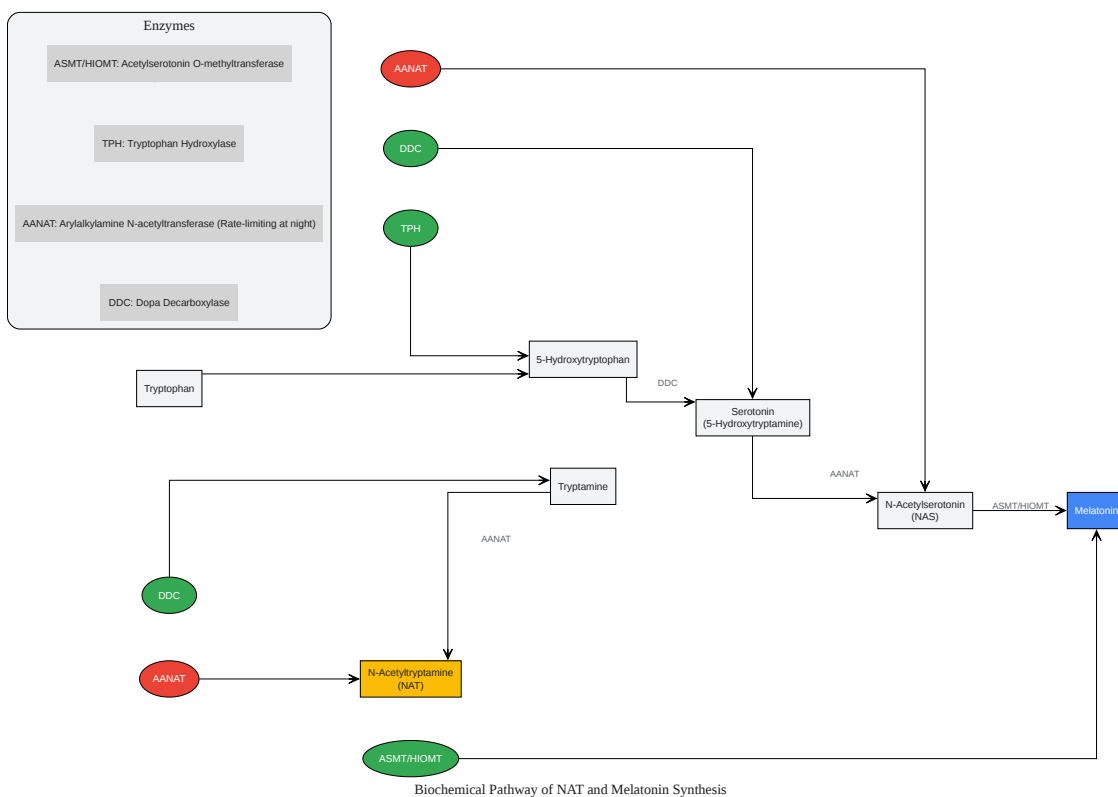 Enzymes
ASMT/HIOMT: Acetylserotonin O-methyltransferase
TPH: Tryptophan Hydroxylase
AANAT: Arylalkylamine N-acetyltransferase (Rate-limiting at night)
DDC: Dopa Decarboxylase
AANAT
DDC
TPH
5-Hydroxytryptophan
Tryptophan
DDC
Serotonin
(5-Hydroxytryptamine)
AANAT
Tryptamine
N-Acetylserotonin
(NAS)
ASMT/HIOMT
Melatonin
AANAT
DDC
AANAT
N-Acetyltryptamine
(NAT)
ASMT/HIOMT
Biochemical Pathway of NAT and Melatonin Synthesis